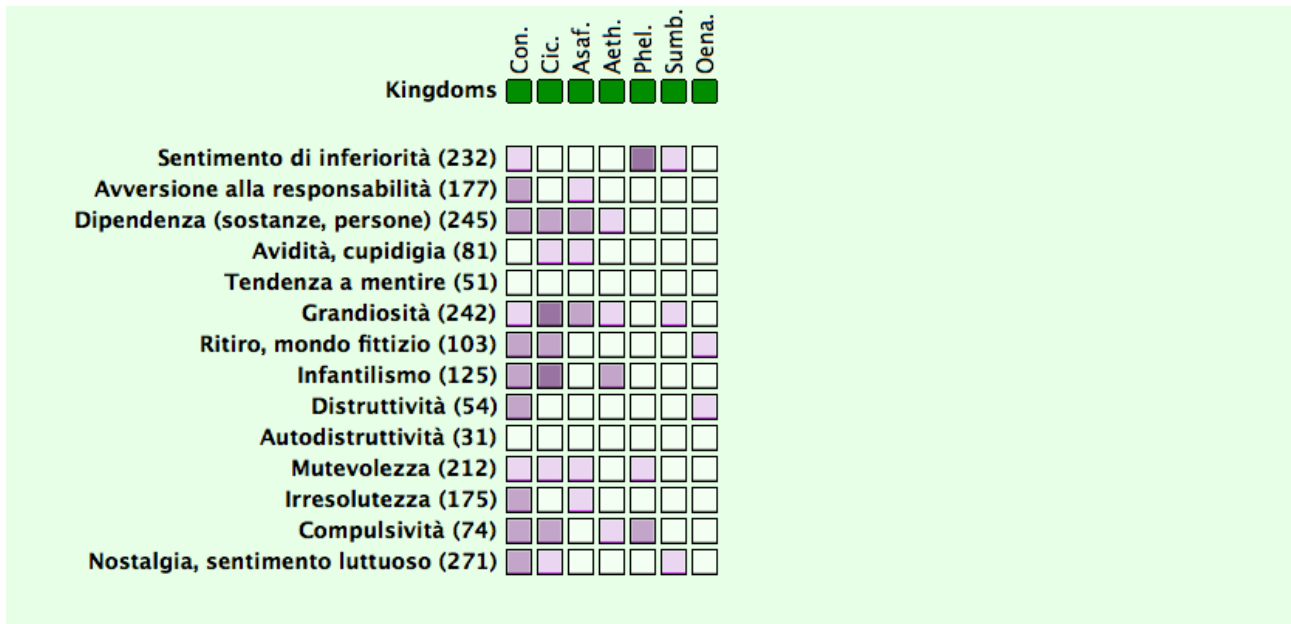 Con. Cic. Asaf. Aeth. Phel. Sumb. Oena.
Kingdoms
Sentimento di inferiorità (232)
Avversione alla responsabilità (177)
Dipendenza (sostanze, persone) (245)
Avidità, cupidigia (81)
Tendenza a mentire (51)
Grandiosità (242)
Ritiro, mondo fittizio (103)
Infantilismo (125)
Distruttività (54)
Autodistruttività (31)
Mutevolezza (212)
Irresolutezza (175)
Compulsività (74)
Nostalgia, sentimento luttuoso (271)